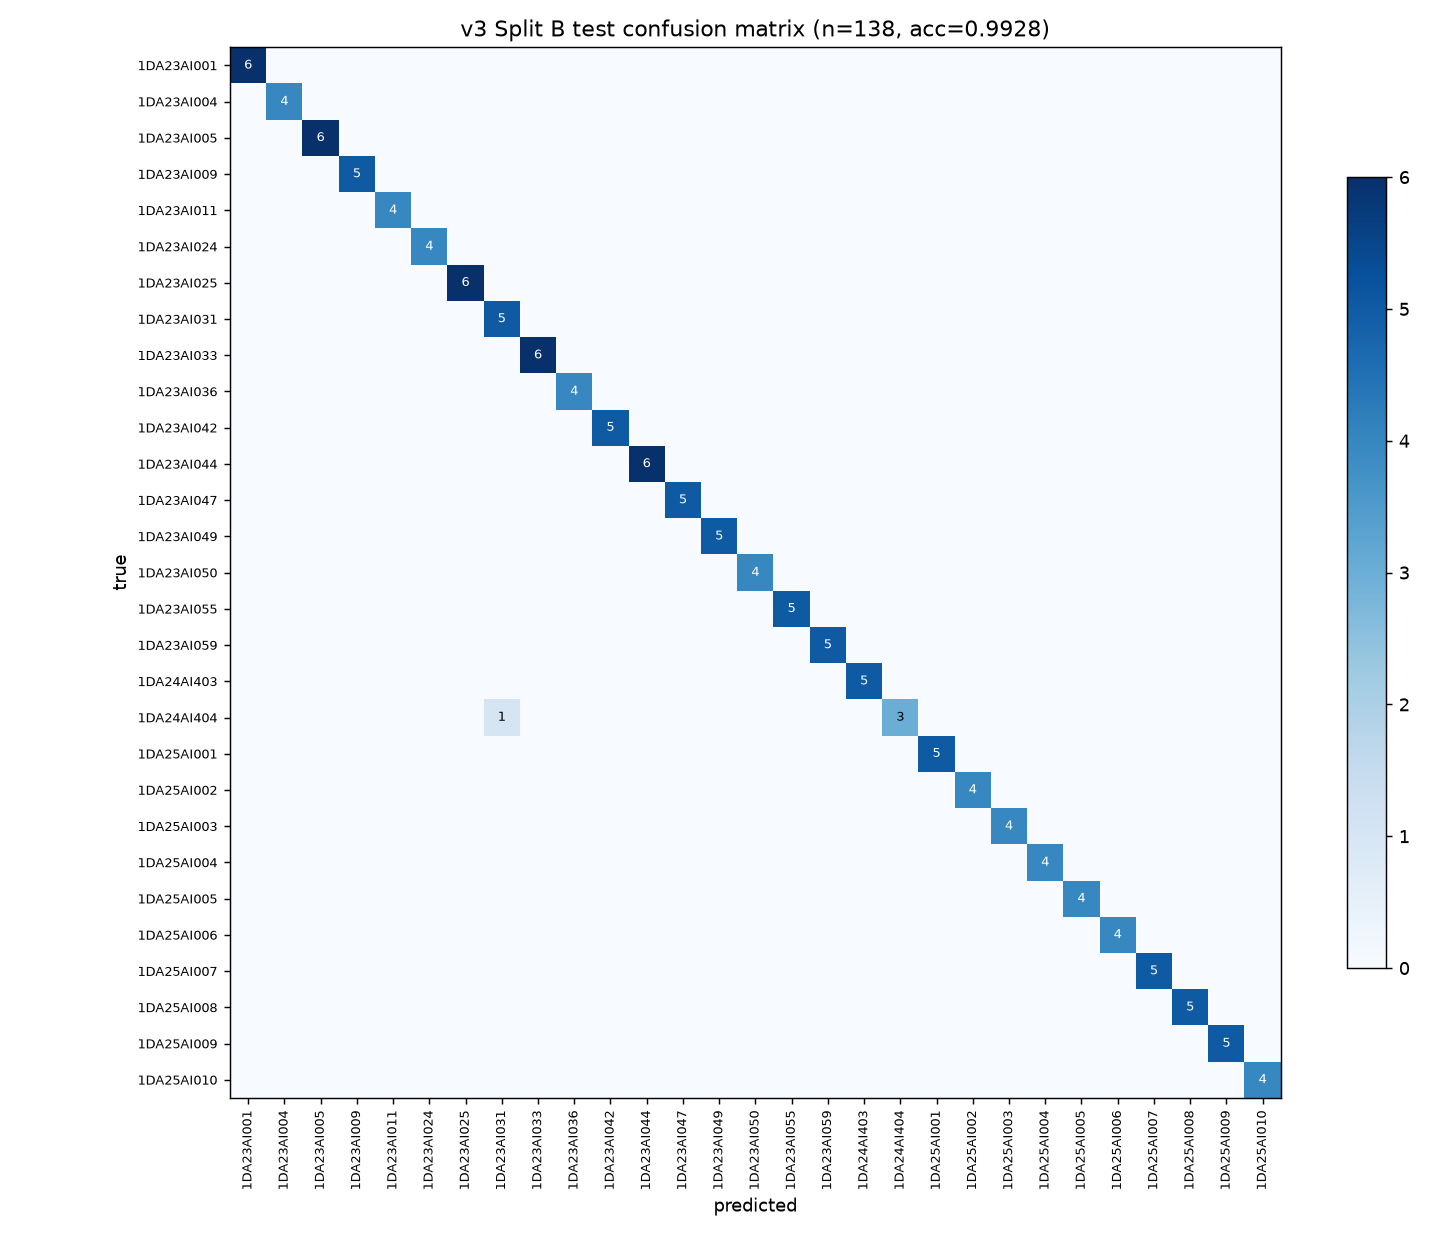 v3 Split B test confusion matrix (n=138, acc=0.9928)
true
1DA23AI001 6
1DA23AI004 4
1DA23AI005 6
1DA23AI009 5
1DA23AI011 4
1DA23AI024 4
1DA23AI025 6
1DA23AI031 5
1DA23AI033 6
1DA23AI036 4
1DA23AI042 5
1DA23AI044 6
1DA23AI047 5
1DA23AI049 5
1DA23AI050 4
1DA23AI055 5
1DA23AI059 5
1DA24AI403 5
1DA24AI404 1 3
1DA25AI001 5
1DA25AI002 4
1DA25AI003 4
1DA25AI004 4
1DA25AI005 4
1DA25AI006 4
1DA25AI007 5
1DA25AI008 5
1DA25AI009 5
1DA25AI010 4
1DA23AI001
1DA23AI004
1DA23AI005
1DA23AI009
1DA23AI011
1DA23AI024
1DA23AI025
1DA23AI031
1DA23AI033
1DA23AI036
1DA23AI042
1DA23AI044
1DA23AI047
1DA23AI049
1DA23AI050
1DA23AI055
1DA23AI059
1DA24AI403
1DA24AI404
1DA25AI001
1DA25AI002
1DA25AI003
1DA25AI004
1DA25AI005
1DA25AI006
1DA25AI007
1DA25AI008
1DA25AI009
1DA25AI010
predicted
6
5
4
3
2
1
0